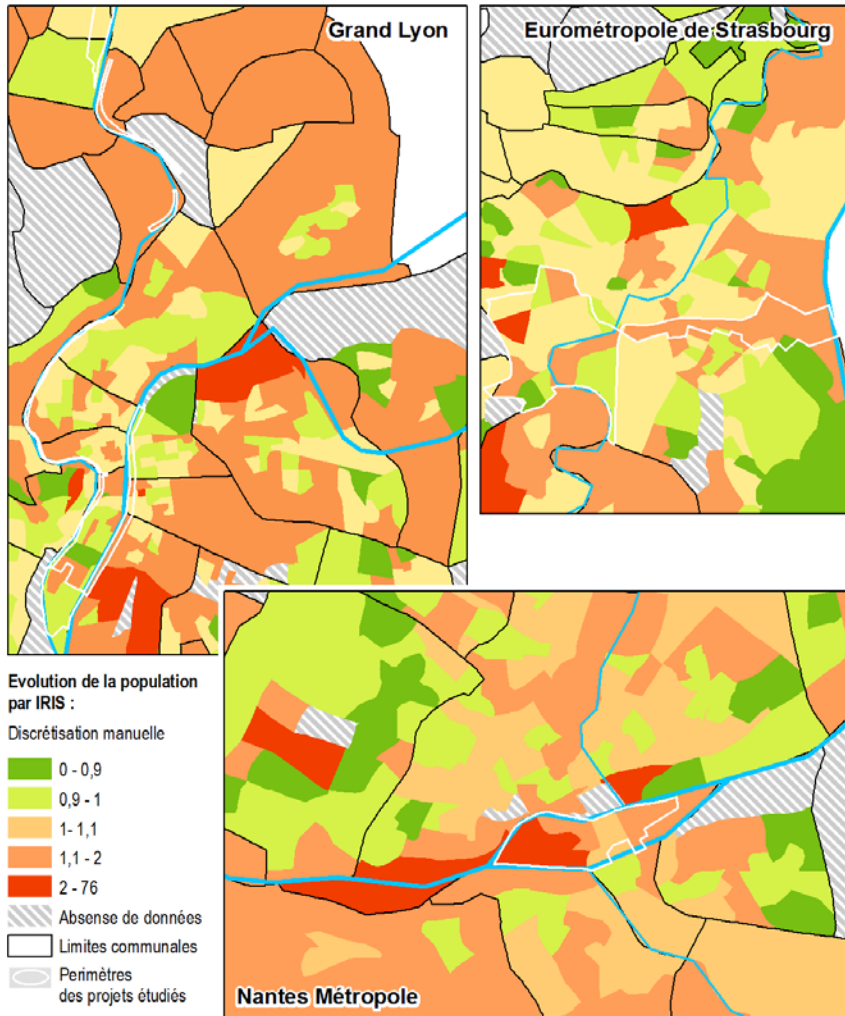 Grand Lyon
Eurométropole de Strasbourg
Evolution de la population
par IRIS :
Discrétisation manuelle
0 - 0,9
0,9 - 1
1- 1,1
1,1 - 2
2 - 76
Absense de données
Limites communales
Perimètres
des projets étudiés
Nantes Métropole